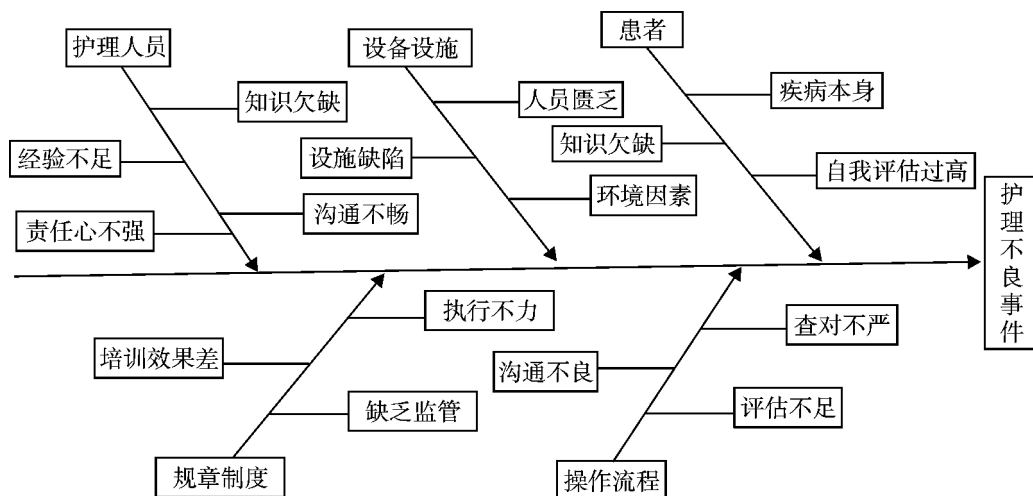 护理人员
设备设施
患者
知识欠缺
人员匮乏
疾病本身
经验不足
设施缺陷
知识欠缺
自我评估过高
责任心不强
沟通不畅
环境因素
护理不良事件
执行不力
查对不严
培训效果差
沟通不良
缺乏监管
评估不足
规章制度
操作流程